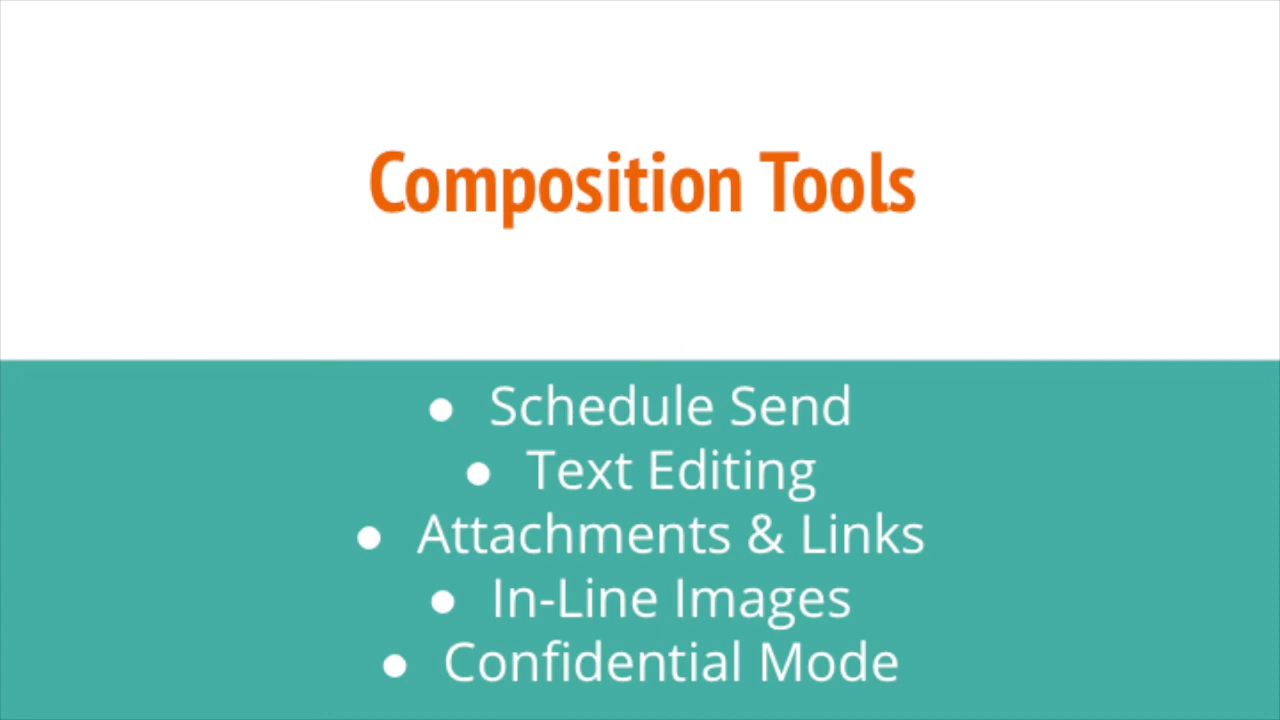 Composition Tools
● Schedule Send
● Text Editing
● Attachments & Links
● In-Line Images
● Confidential Mode